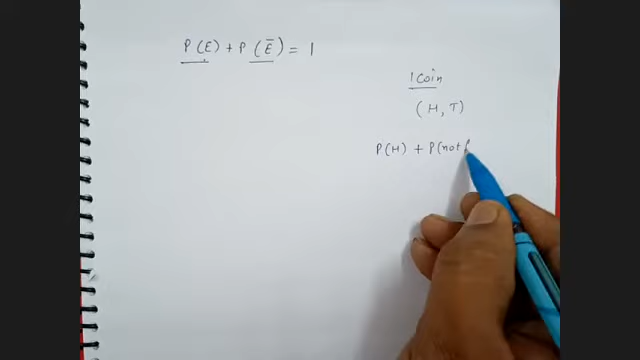 P(E) + P(E̅) = 1
1 coin
(H, T)
P(H) + P(not